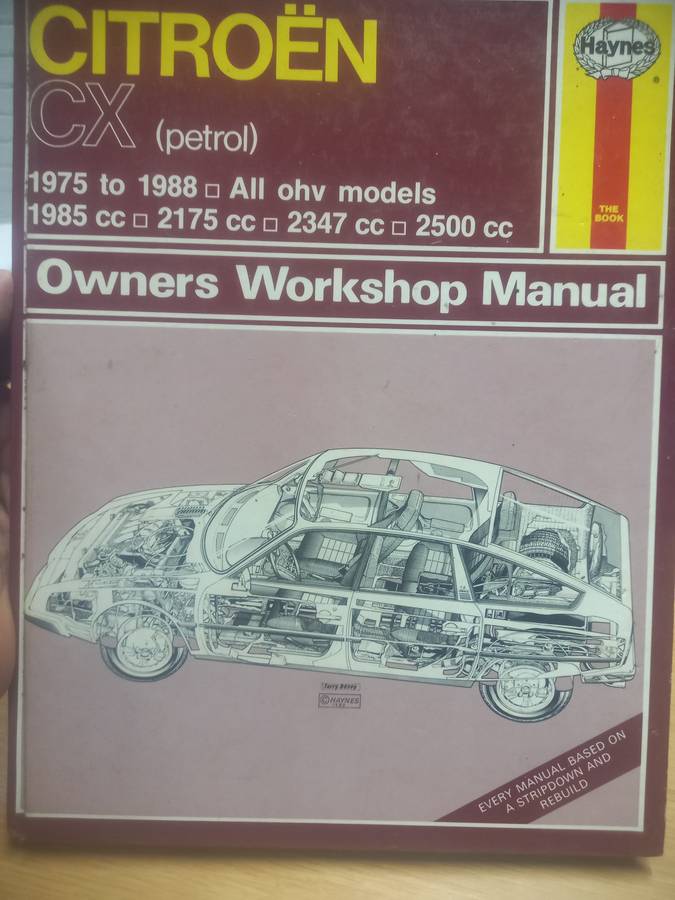 CITROËN
CX (petrol)
1975 to 1988 □ All ohv models
1985 cc □ 2175 cc □ 2347 cc □ 2500 cc
Haynes
®
THE
BOOK
Owners Workshop Manual
Terry Davey
© HAYNES
EVERY MANUAL BASED ON
A STRIPDOWN AND
REBUILD